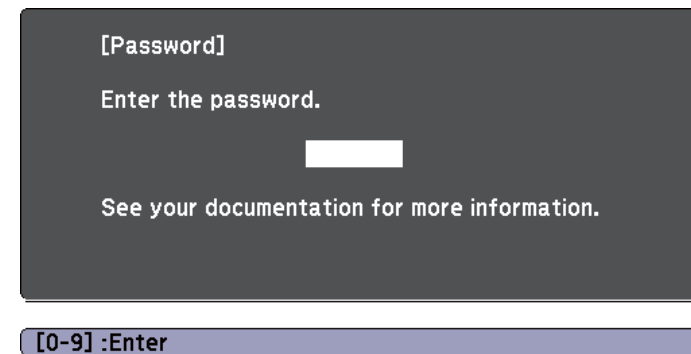 [Password]
Enter the password.
See your documentation for more information.
[0-9] :Enter